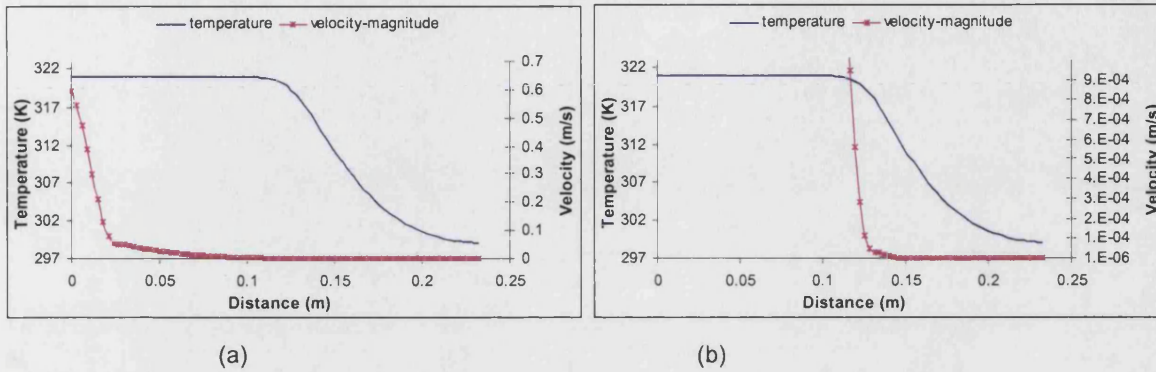 temperature velocity-magnitude
322
317
312
307
302
297
Temperature (K)
0.7
0.6
0.5
0.4
0.3
0.2
0.1
0
Velocity (m/s)
0 0.05 0.1 0.15 0.2 0.25
Distance (m)
(a)
temperature velocity-magnitude
322
317
312
307
302
297
Temperature (K)
9.E-04
8.E-04
7.E-04
6.E-04
5.E-04
4.E-04
3.E-04
2.E-04
1.E-04
1.E-06
Velocity (m/s)
0 0.05 0.1 0.15 0.2 0.25
Distance (m)
(b)